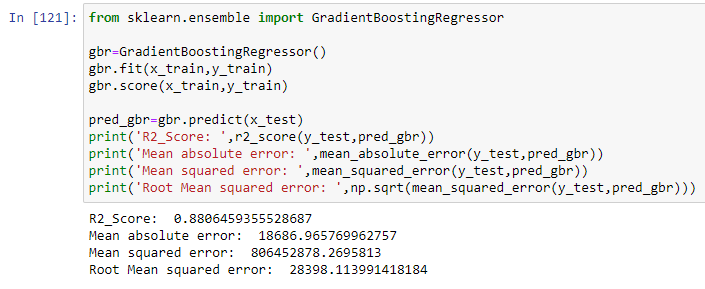 In [121]: from sklearn.ensemble import GradientBoostingRegressor
gbr=GradientBoostingRegressor()
gbr.fit(x_train,y_train)
gbr.score(x_train,y_train)
pred_gbr=gbr.predict(x_test)
print('R2_Score: ',r2_score(y_test,pred_gbr))
print('Mean absolute error: ',mean_absolute_error(y_test,pred_gbr))
print('Mean squared error: ',mean_squared_error(y_test,pred_gbr))
print('Root Mean squared error: ',np.sqrt(mean_squared_error(y_test,pred_gbr)))
R2_Score:  0.8806459355528687
Mean absolute error:  18686.965769962757
Mean squared error:  806452878.2695813
Root Mean squared error:  28398.113991418184